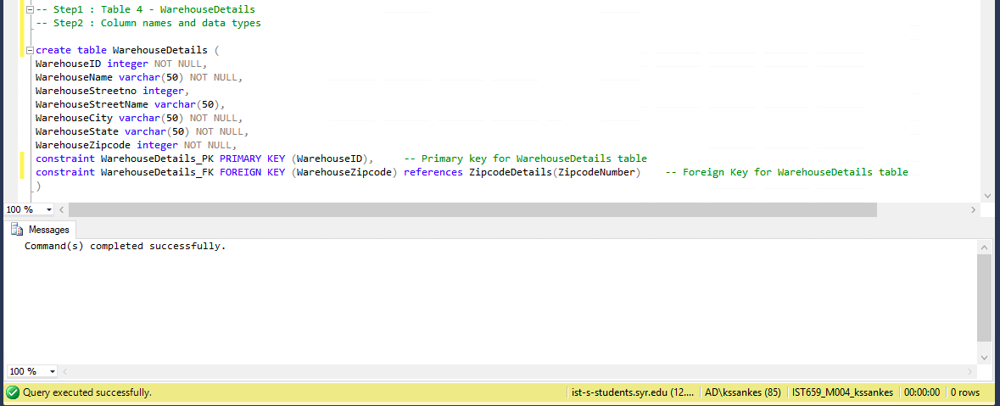 -- Step1 : Table 4 - WarehouseDetails
-- Step2 : Column names and data types
create table WarehouseDetails (
WarehouseID integer NOT NULL,
WarehouseName varchar(50) NOT NULL,
WarehouseStreetno integer,
WarehouseStreetName varchar(50),
WarehouseCity varchar(50) NOT NULL,
WarehouseState varchar(50) NOT NULL,
WarehouseZipcode integer NOT NULL,
constraint WarehouseDetails_PK PRIMARY KEY (WarehouseID), -- Primary key for WarehouseDetails table
constraint WarehouseDetails_FK FOREIGN KEY (WarehouseZipcode) references ZipcodeDetails(ZipcodeNumber) -- Foreign Key for WarehouseDetails table
)
100 %
Messages
Command(s) completed successfully.
100 %
Query executed successfully. ist-s-students.syr.edu (12.... AD\kssankes (85) IST659_M004_kssankes 00:00:00 0 rows